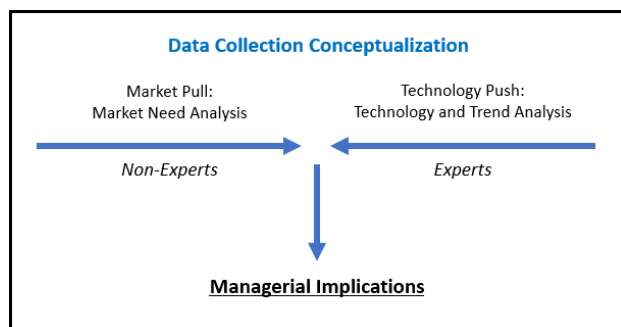 Data Collection Conceptualization
Market Pull:
Market Need Analysis
Technology Push:
Technology and Trend Analysis
Non-Experts
Experts
Managerial Implications